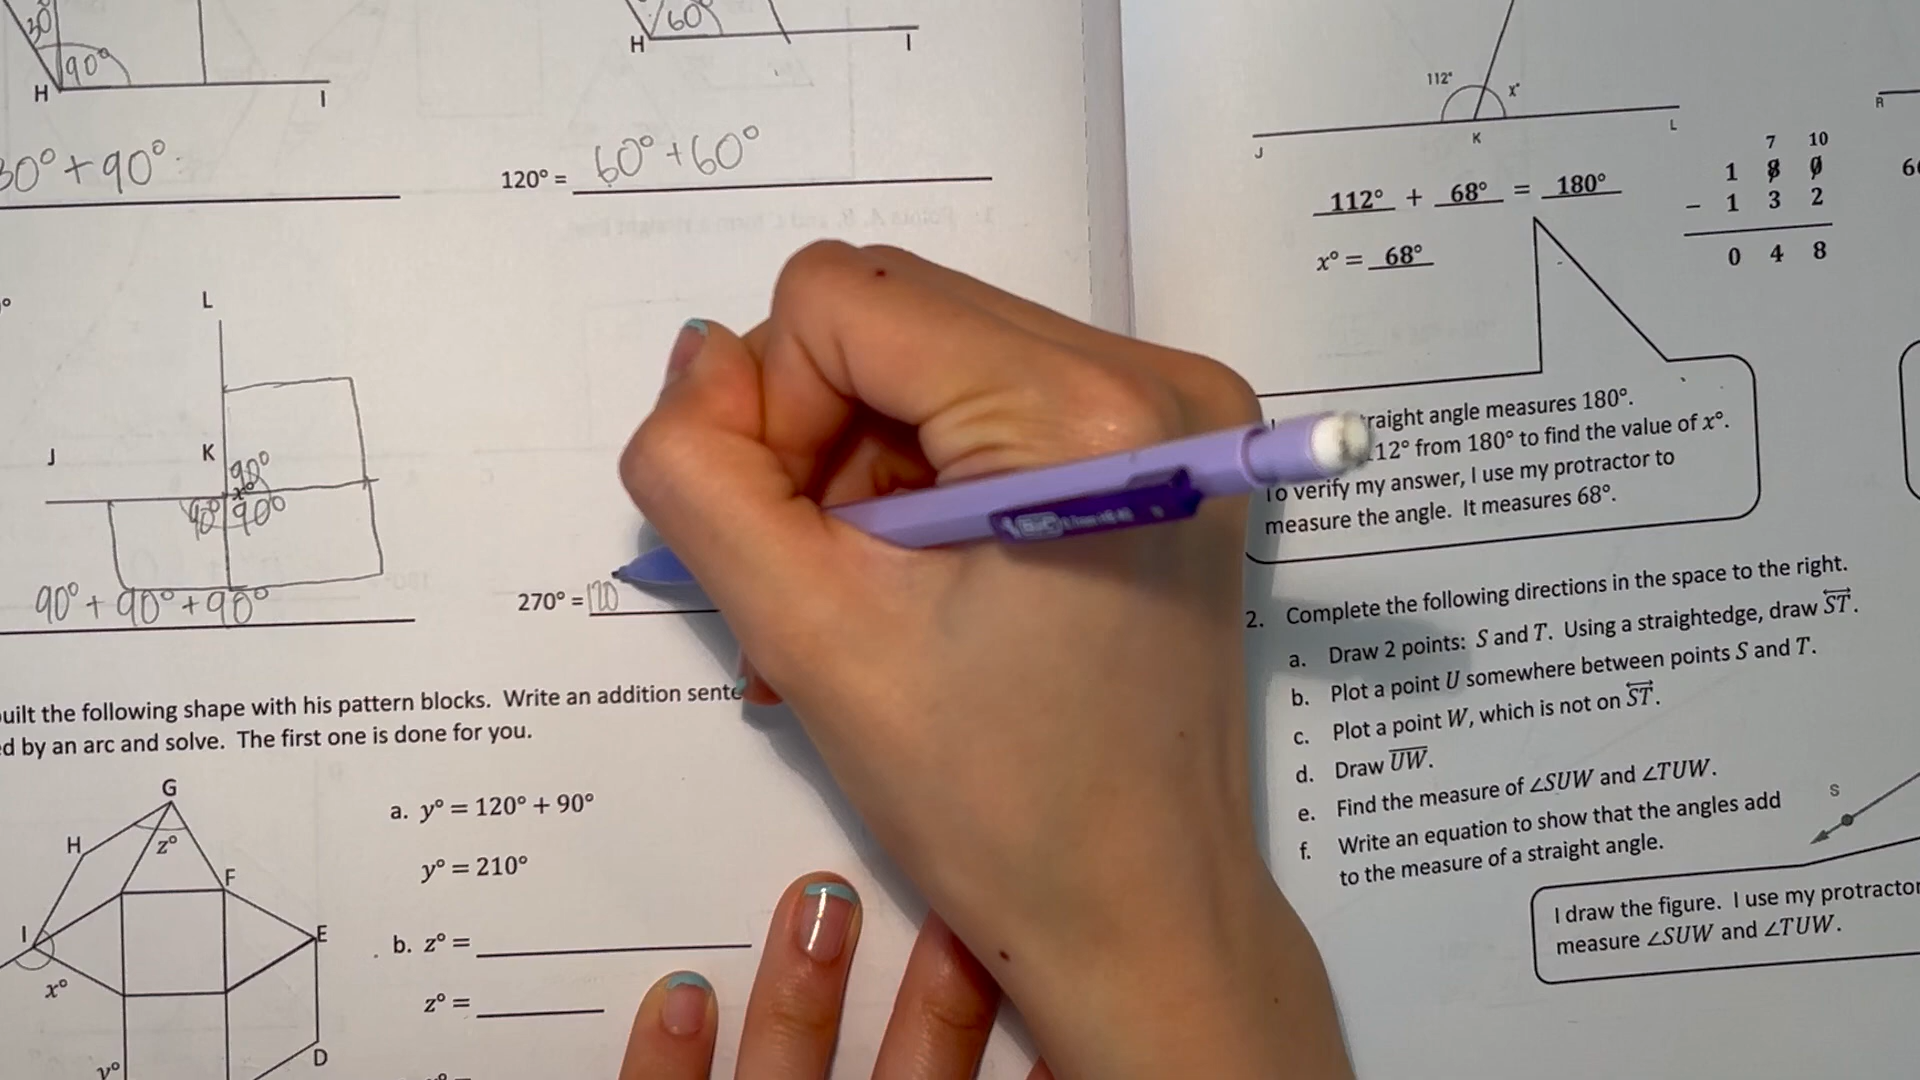 30°
90°
H
I
60°
H
I
30° + 90°
120° = 60° + 60°
L
J
K
90°
x°
90° 90°
90° + 90° + 90°
270° = 120
uilt the following shape with his pattern blocks. Write an addition sente
d by an arc and solve. The first one is done for you.
G
H
z°
F
I
E
x°
D
y°
a. y° = 120° + 90°
y° = 210°
b. z° =
z° =
112°
x°
J
K
L
R
112° + 68° = 180°
x° = 68°
7 10
1 8 0
− 1 3 2
0 4 8
raight angle measures 180°.
12° from 180° to find the value of x°.
To verify my answer, I use my protractor to
measure the angle. It measures 68°.
2. Complete the following directions in the space to the right.
a. Draw 2 points: S and T. Using a straightedge, draw ST.
b. Plot a point U somewhere between points S and T.
c. Plot a point W, which is not on ST.
d. Draw UW.
e. Find the measure of ∠SUW and ∠TUW.
f. Write an equation to show that the angles add
to the measure of a straight angle.
S
I draw the figure. I use my protractor
measure ∠SUW and ∠TUW.